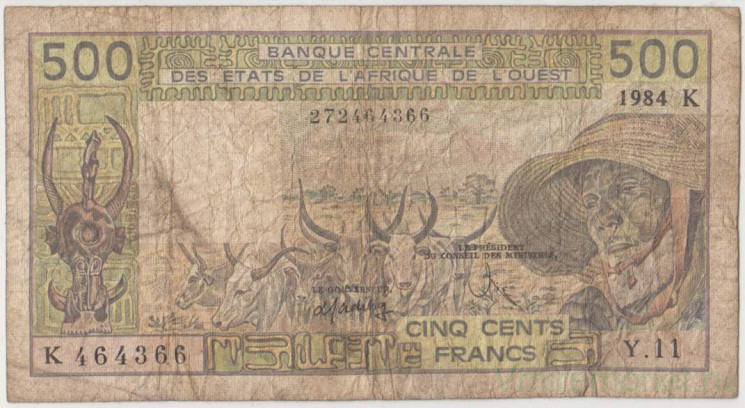 500 BANQUE CENTRALE 500
DES ETATS DE L'AFRIQUE DE L'OUEST
1984 K
272464366
LE PRÉSIDENT
DU CONSEIL DES MINISTRES,
LE GOUVERNEUR,
CINQ CENTS
FRANCS
K 464366
Y.11